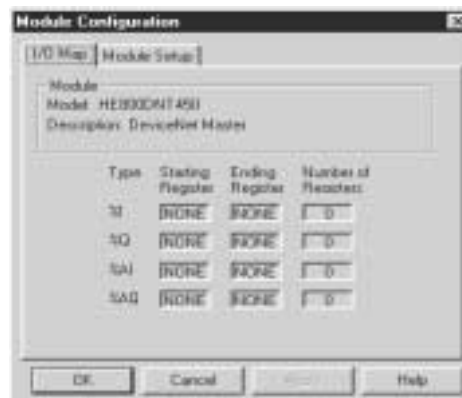 Module Configuration
I/O Map Module Setup
Module
Model: HE800DNT450
Description: DeviceNet Master
Type Starting Register Ending Register Number of Registers
%I NONE NONE 0
%Q NONE NONE 0
%AI NONE NONE 0
%AQ NONE NONE 0
OK Cancel Help